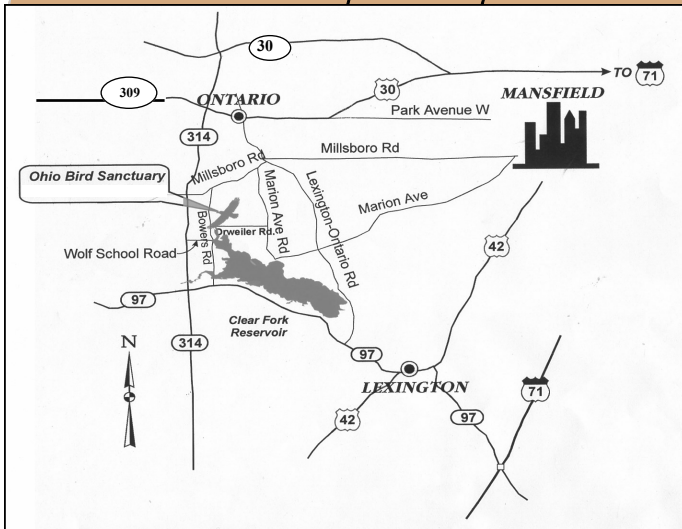 30
TO 71
309
30
MANSFIELD
ONTARIO
Park Avenue W
314
Millsboro Rd
Millsboro Rd
Ohio Bird Sanctuary
Marion Ave Rd
Lexington-Ontario Rd
Marion Ave
Bowers Rd
Orweiler Rd.
Wolf School Road
42
97
Clear Fork
Reservoir
N
314
97
LEXINGTON
71
42
97